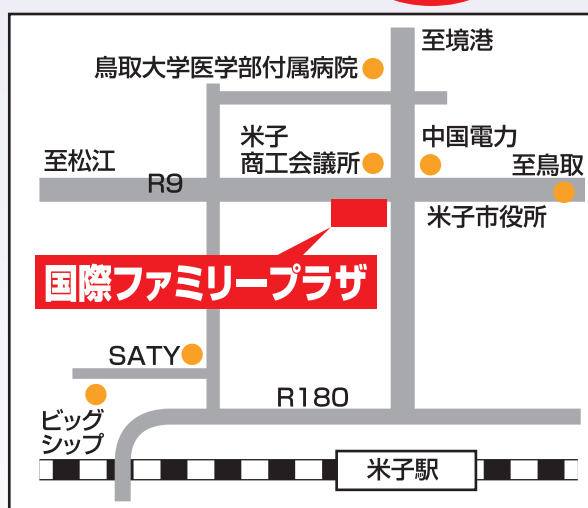 至境港
鳥取大学医学部付属病院
米子
商工会議所
中国電力
至松江
至鳥取
R9
米子市役所
国際ファミリープラザ
SATY
R180
ビッグ
シップ
米子駅